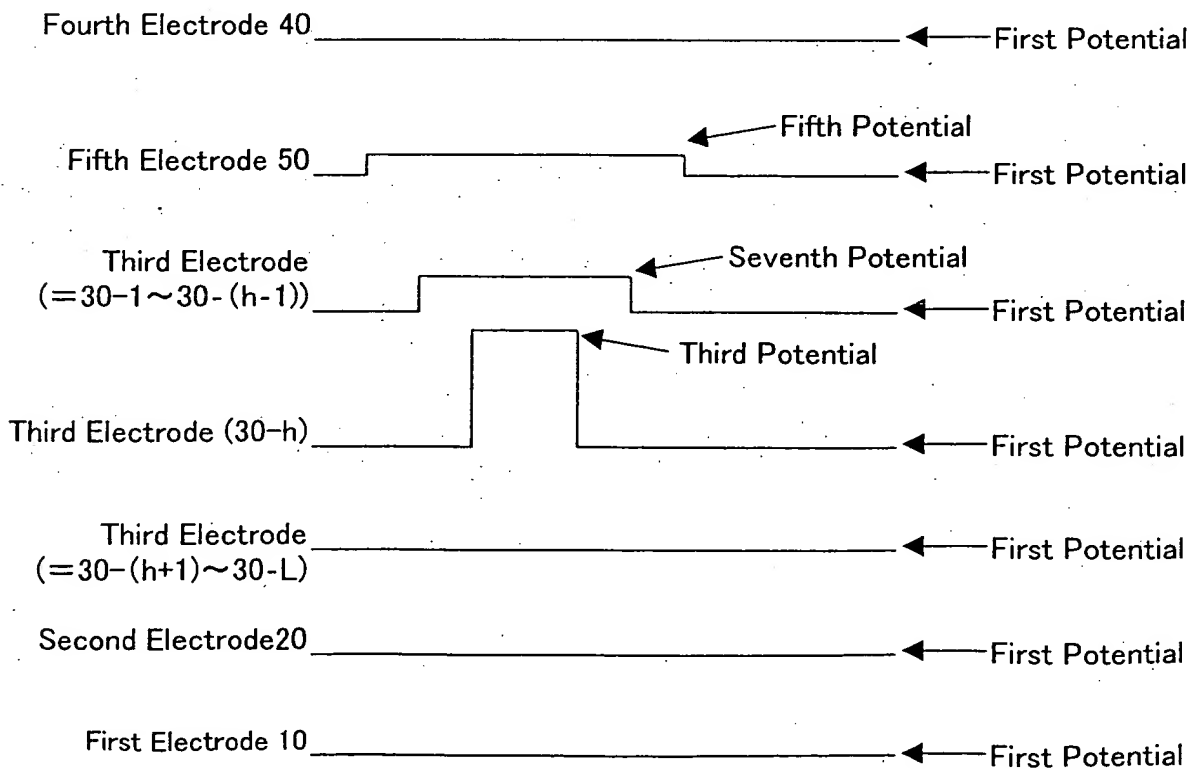 Fourth Electrode 40
First Potential
Fifth Potential
Fifth Electrode 50
First Potential
Third Electrode
(=30-1~30-(h-1))
Seventh Potential
First Potential
Third Potential
Third Electrode (30-h)
First Potential
Third Electrode
(=30-(h+1)~30-L)
First Potential
Second Electrode20
First Potential
First Electrode 10
First Potential